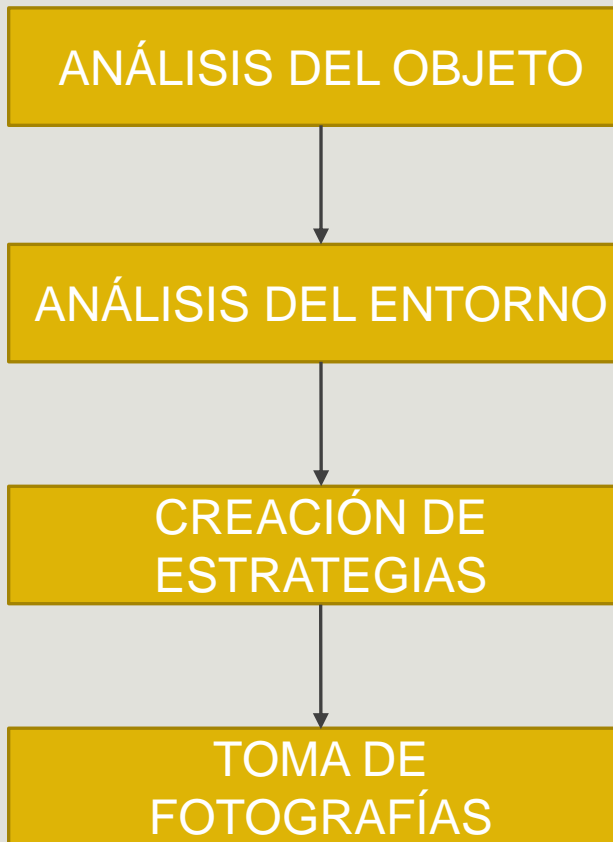 ANÁLISIS DEL OBJETO
ANÁLISIS DEL ENTORNO
CREACIÓN DE
ESTRATEGIAS
TOMA DE
FOTOGRAFÍAS